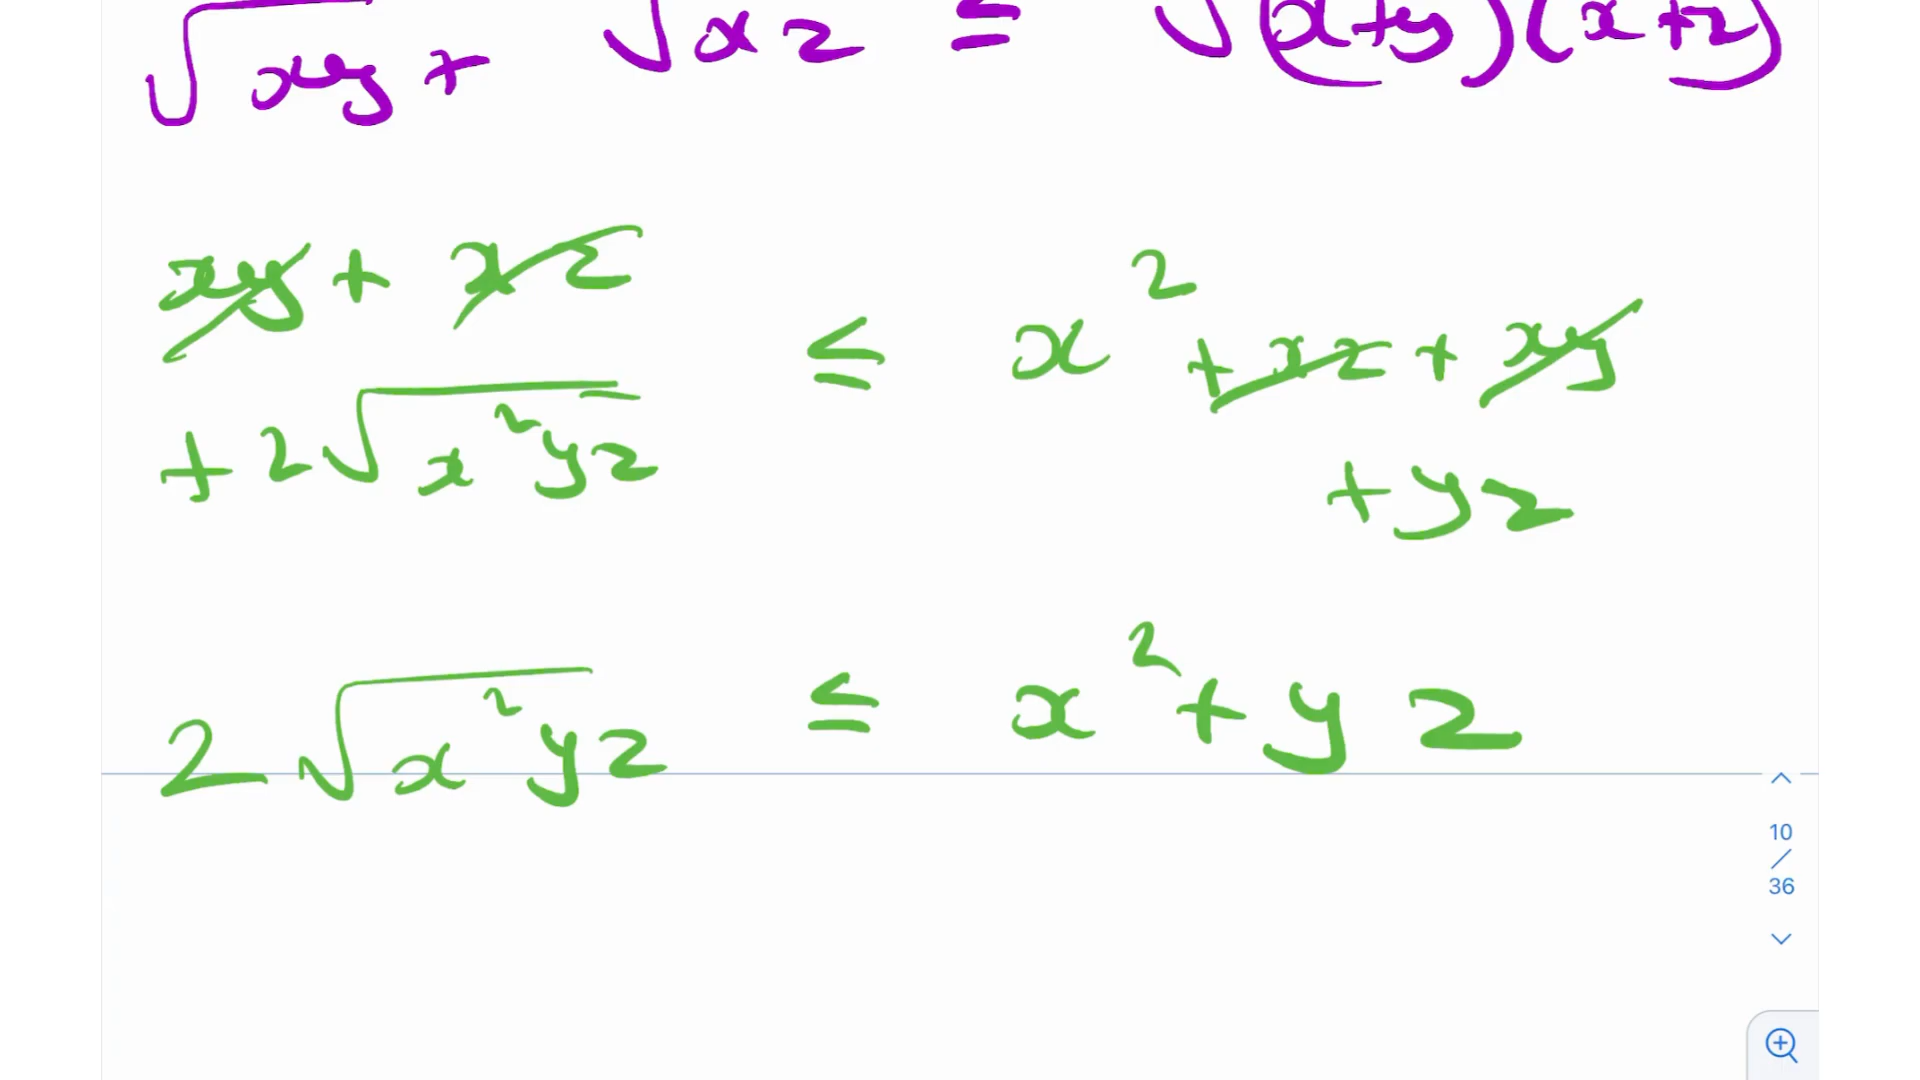 √xy + √xz ≤ √(x+y)(x+z)
xy + xz
+ 2√x²yz ≤ x² + xz + xy
+ yz
2√x²yz ≤ x² + yz
10
/
36